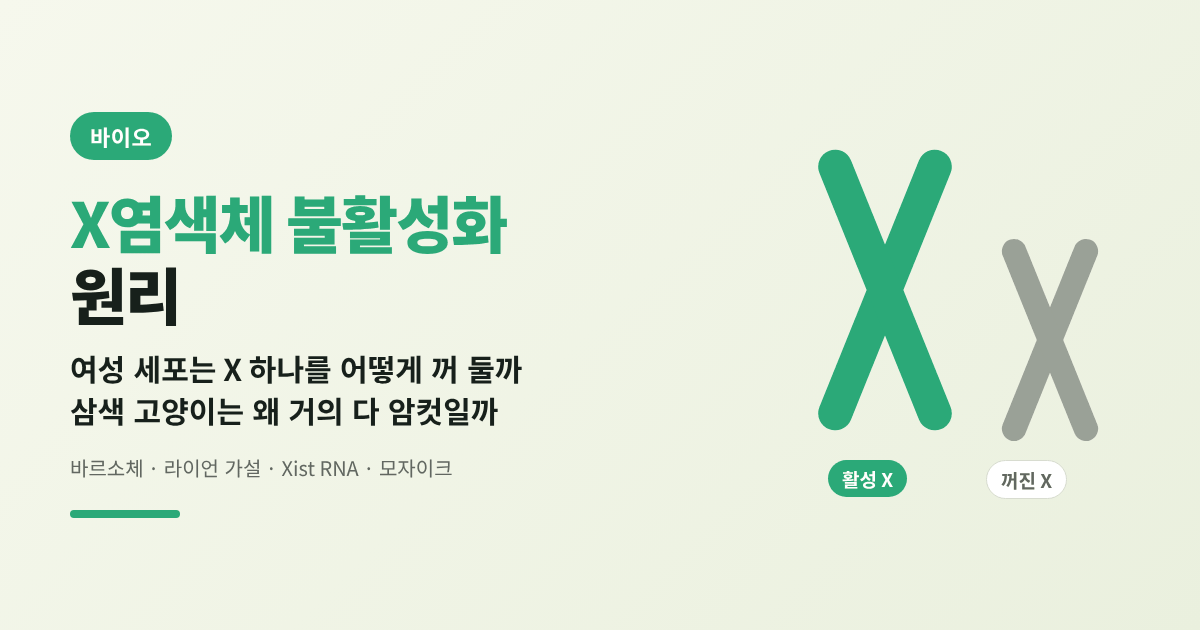 바이오
X염색체 불활성화
원리
여성 세포는 X 하나를 어떻게 꺼 둘까
삼색 고양이는 왜 거의 다 암컷일까
바르소체 · 라이언 가설 · Xist RNA · 모자이크
활성 X
꺼진 X